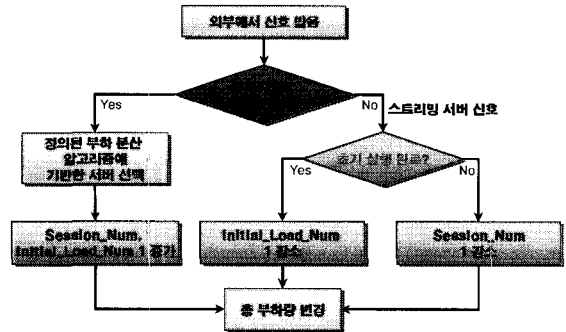 외부에서 신호 받음
Yes
No
스트리밍 서버 신호
정의된 부하 분산
알고리즘에
기반한 서버 선택
초기 실행 완료?
Yes
No
Session_Num,
Initial_Load_Num 1 증가
Initial_Load_Num
1 감소
Session_Num
1 감소
총 부하량 변경